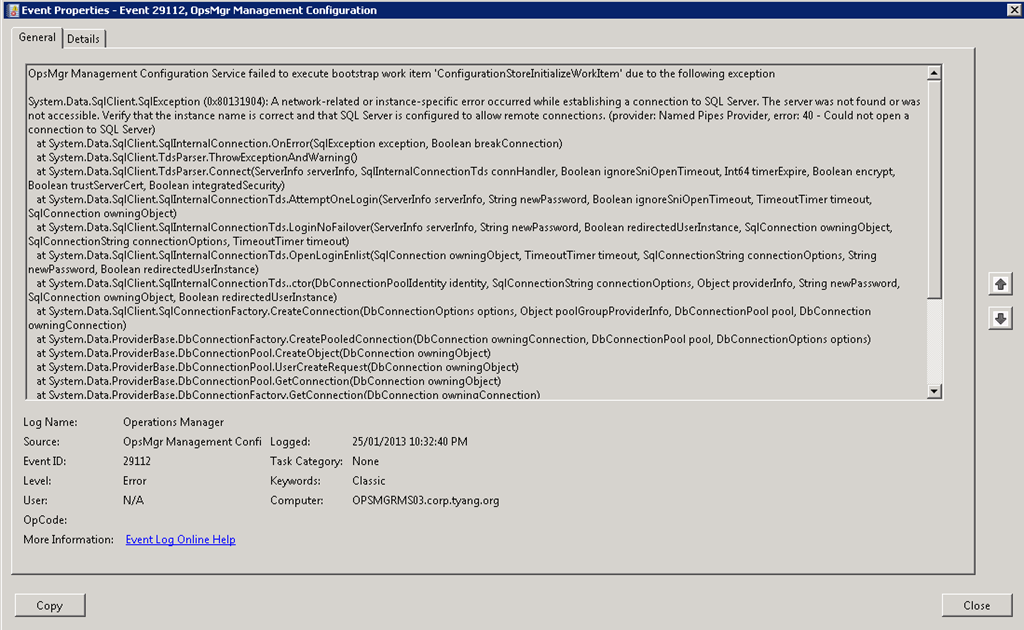 Event Properties - Event 29112, OpsMgr Management Configuration
General
Details
OpsMgr Management Configuration Service failed to execute bootstrap work item 'ConfigurationStoreInitializeWorkItem' due to the following exception
System.Data.SqlClient.SqlException (0x80131904): A network-related or instance-specific error occurred while establishing a connection to SQL Server. The server was not found or was
not accessible. Verify that the instance name is correct and that SQL Server is configured to allow remote connections. (provider: Named Pipes Provider, error: 40 - Could not open a
connection to SQL Server)
at System.Data.SqlClient.SqlInternalConnection.OnError(SqlException exception, Boolean breakConnection)
at System.Data.SqlClient.TdsParser.ThrowExceptionAndWarning()
at System.Data.SqlClient.TdsParser.Connect(ServerInfo serverInfo, SqlInternalConnectionTds connHandler, Boolean ignoreSniOpenTimeout, Int64 timerExpire, Boolean encrypt,
Boolean trustServerCert, Boolean integratedSecurity)
at System.Data.SqlClient.SqlInternalConnectionTds.AttemptOneLogin(ServerInfo serverInfo, String newPassword, Boolean ignoreSniOpenTimeout, TimeoutTimer timeout,
SqlConnection owningObject)
at System.Data.SqlClient.SqlInternalConnectionTds.LoginNoFailover(ServerInfo serverInfo, String newPassword, Boolean redirectedUserInstance, SqlConnection owningObject,
SqlConnectionString connectionOptions, TimeoutTimer timeout)
at System.Data.SqlClient.SqlInternalConnectionTds.OpenLoginEnlist(SqlConnection owningObject, TimeoutTimer timeout, SqlConnectionString connectionOptions, String
newPassword, Boolean redirectedUserInstance)
at System.Data.SqlClient.SqlInternalConnectionTds..ctor(DbConnectionPoolIdentity identity, SqlConnectionString connectionOptions, Object providerInfo, String newPassword,
SqlConnection owningObject, Boolean redirectedUserInstance)
at System.Data.SqlClient.SqlConnectionFactory.CreateConnection(DbConnectionOptions options, Object poolGroupProviderInfo, DbConnectionPool pool, DbConnection
owningConnection)
at System.Data.ProviderBase.DbConnectionFactory.CreatePooledConnection(DbConnection owningConnection, DbConnectionPool pool, DbConnectionOptions options)
at System.Data.ProviderBase.DbConnectionPool.CreateObject(DbConnection owningObject)
at System.Data.ProviderBase.DbConnectionPool.UserCreateRequest(DbConnection owningObject)
at System.Data.ProviderBase.DbConnectionPool.GetConnection(DbConnection owningObject)
at System.Data.ProviderBase.DbConnectionFactory.GetConnection(DbConnection owningConnection)
Log Name: Operations Manager
Source: OpsMgr Management Confi Logged: 25/01/2013 10:32:40 PM
Event ID: 29112 Task Category: None
Level: Error Keywords: Classic
User: N/A Computer: OPSMGRMS03.corp.tyang.org
OpCode:
More Information: Event Log Online Help
Copy Close